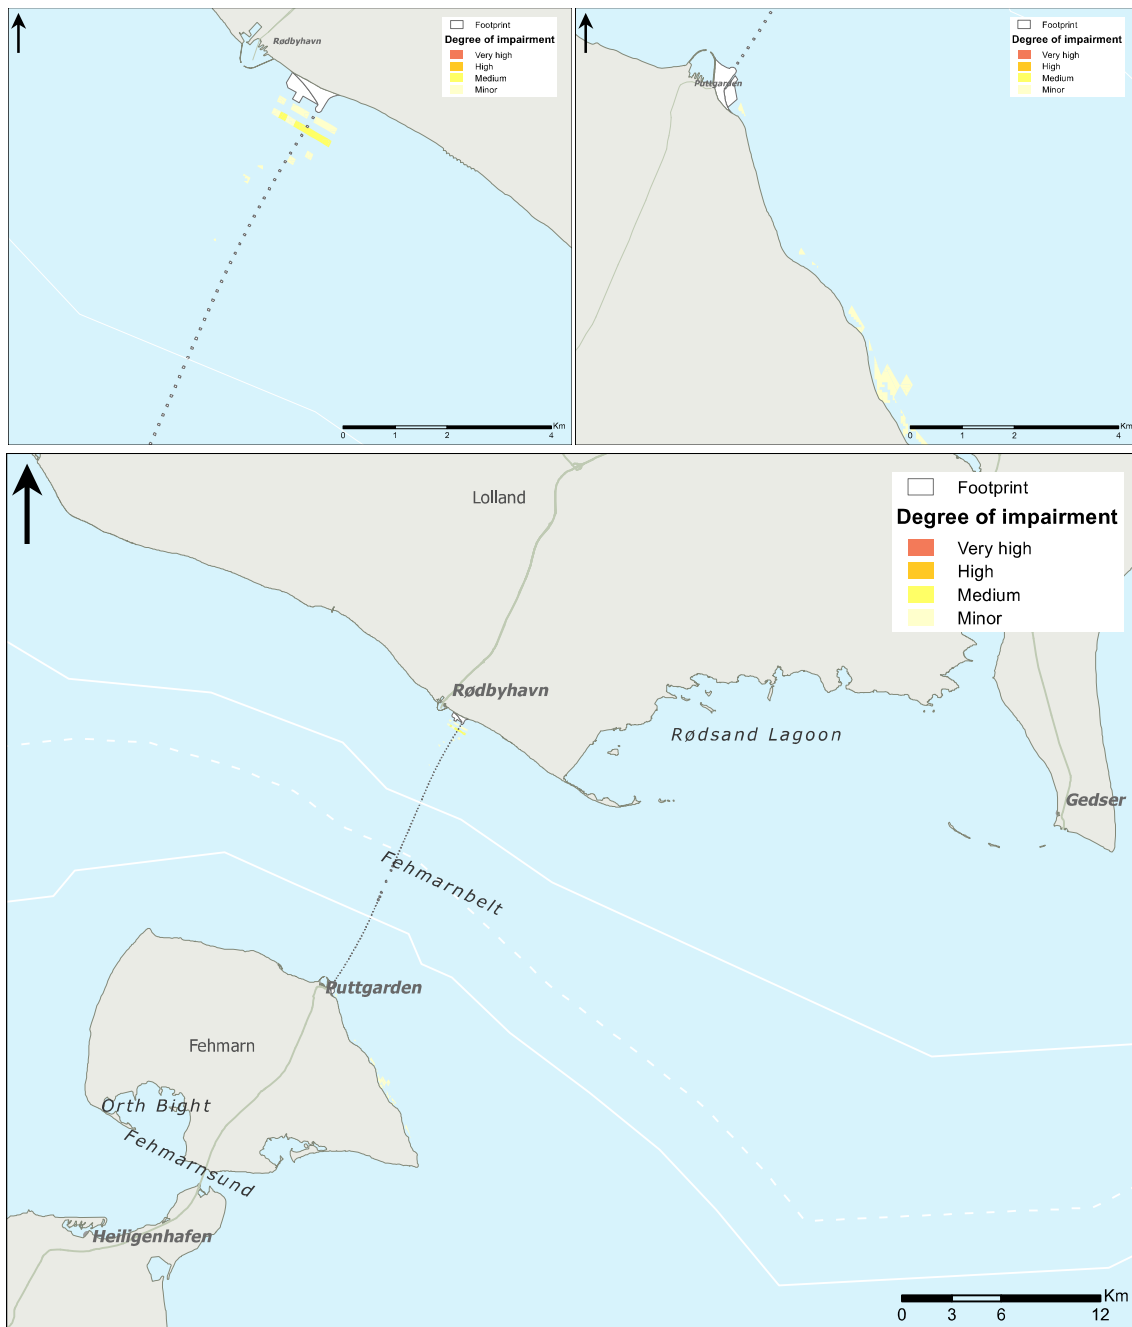 Rødbyhavn
Footprint
Degree of impairment
Very high
High
Medium
Minor
Km
0 1 2 4
Puttgarden
Footprint
Degree of impairment
Very high
High
Medium
Minor
Km
0 1 2 4
Lolland
Footprint
Degree of impairment
Very high
High
Medium
Minor
Rødbyhavn
Rødsand Lagoon
Gedser
Fehmarnbelt
Puttgarden
Fehmarn
Orth Bight
Fehmarnsund
Heiligenhafen
Km
0 3 6 12